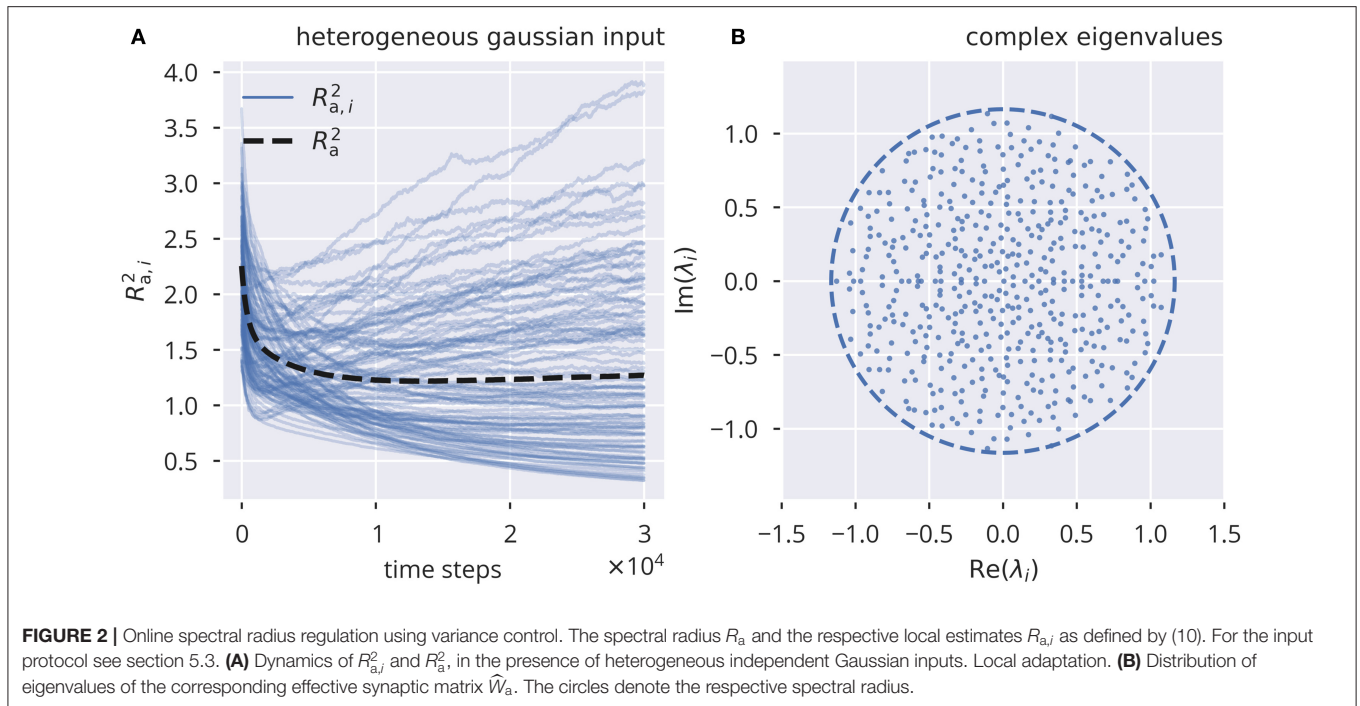 A
heterogeneous gaussian input
R²a,i
4.0
3.5
3.0
2.5
2.0
1.5
1.0
0.5
R²a,i
R²a
0
1
2
3
×10⁴
time steps
B
complex eigenvalues
Im(λi)
1.0
0.5
0.0
−0.5
−1.0
−1.5
−1.0
−0.5
0.0
0.5
1.0
1.5
Re(λi)
FIGURE 2 | Online spectral radius regulation using variance control. The spectral radius Ra and the respective local estimates Ra,i as defined by (10). For the input
protocol see section 5.3. (A) Dynamics of R²a,i and R²a, in the presence of heterogeneous independent Gaussian inputs. Local adaptation. (B) Distribution of
eigenvalues of the corresponding effective synaptic matrix Ŵa. The circles denote the respective spectral radius.